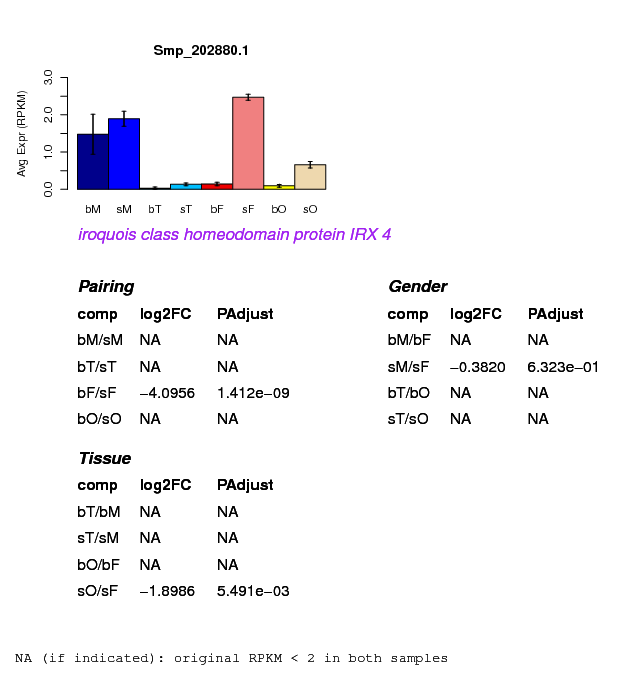 Smp_202880.1
Avg Expr (RPKM)
3.0
2.0
1.0
0.0
bM sM bT sT bF sF bO sO
iroquois class homeodomain protein IRX 4
Pairing
comp log2FC PAdjust
bM/sM NA NA
bT/sT NA NA
bF/sF −4.0956 1.412e−09
bO/sO NA NA
Gender
comp log2FC PAdjust
bM/bF NA NA
sM/sF −0.3820 6.323e−01
bT/bO NA NA
sT/sO NA NA
Tissue
comp log2FC PAdjust
bT/bM NA NA
sT/sM NA NA
bO/bF NA NA
sO/sF −1.8986 5.491e−03
NA (if indicated): original RPKM < 2 in both samples